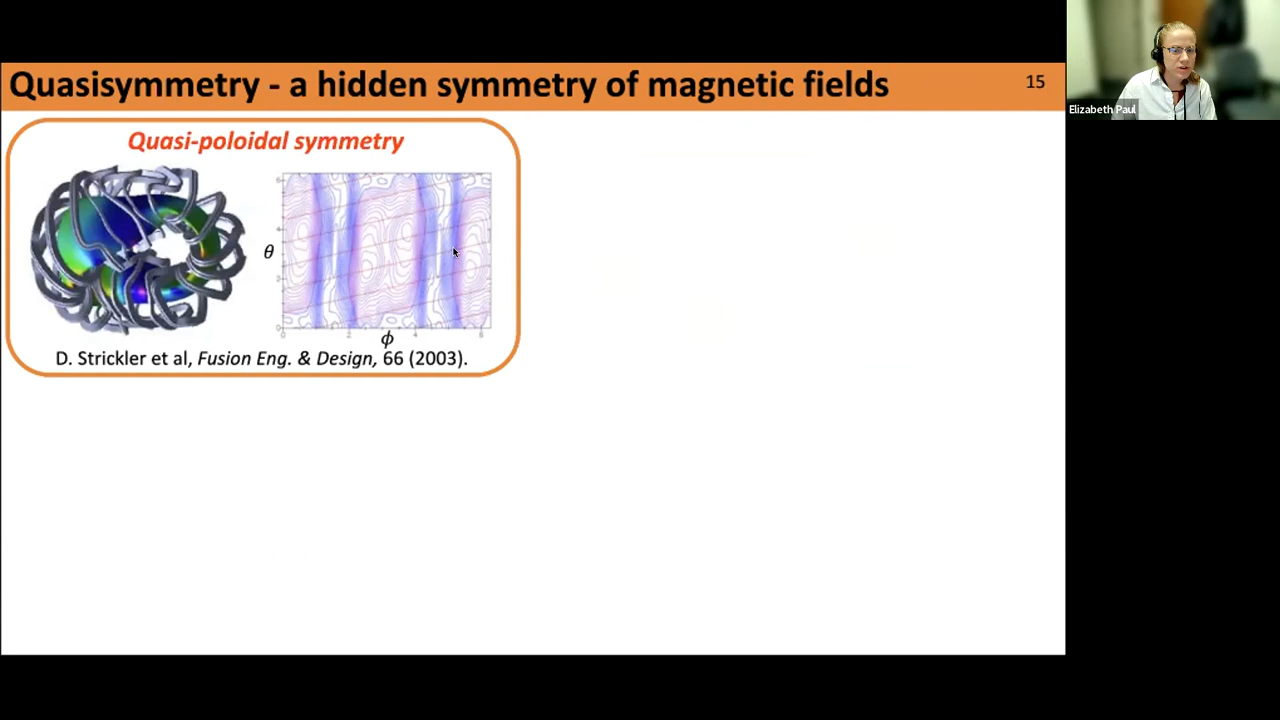 Quasisymmetry - a hidden symmetry of magnetic fields
15
Elizabeth Paul
Quasi-poloidal symmetry
θ
ϕ
D. Strickler et al, Fusion Eng. & Design, 66 (2003).